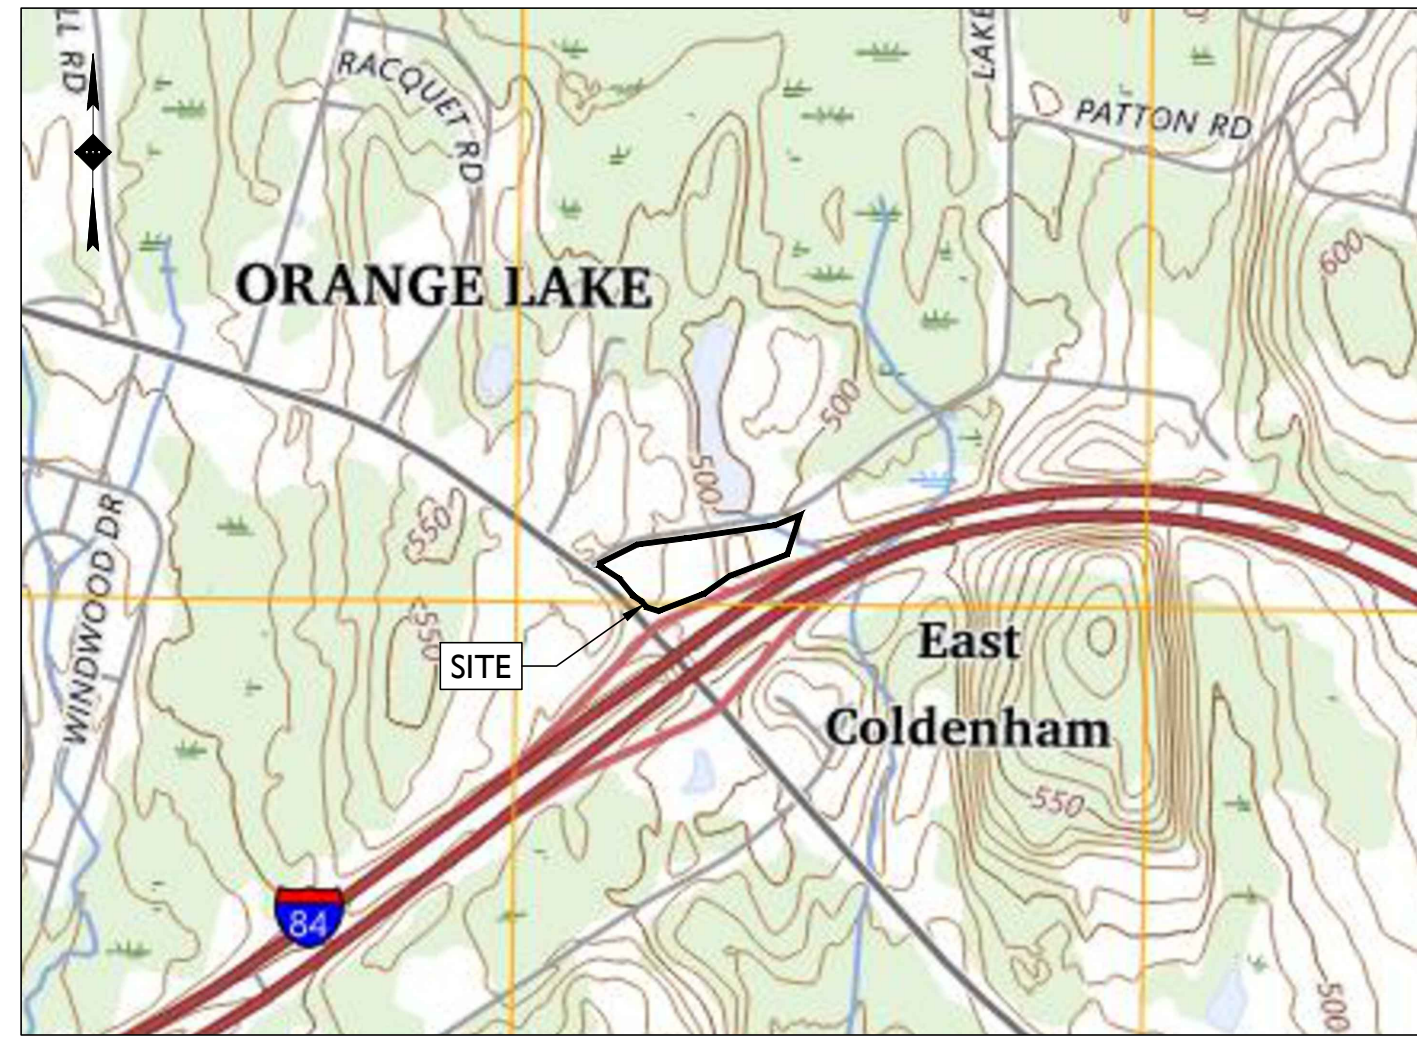 LL RD
RACQUET RD
LAKE
PATTON RD
600
ORANGE LAKE
500
500
550
WINDWOOD DR
550
SITE
East
Coldenham
550
84
500